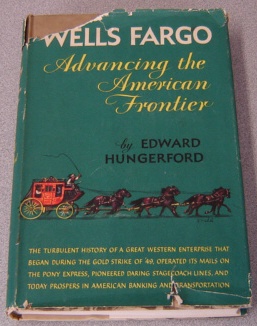 WELLS FARGO
Advancing the
American
Frontier
by EDWARD
HUNGERFORD
THE TURBULENT HISTORY OF A GREAT WESTERN ENTERPRISE THAT
BEGAN DURING THE GOLD STRIKE OF '49, OPERATED ITS MAILS ON
THE PONY EXPRESS, PIONEERED DARING STAGECOACH LINES, AND
TODAY PROSPERS IN AMERICAN BANKING AND TRANSPORTATION